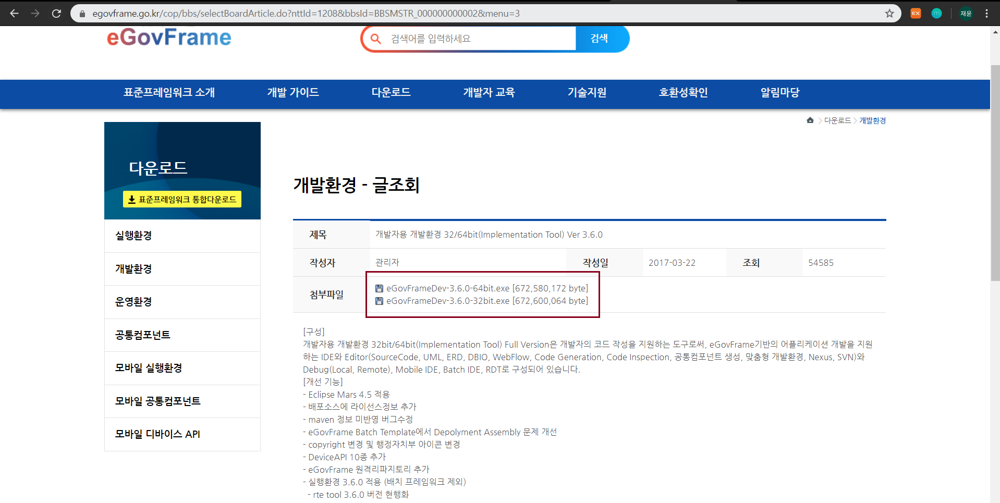 egovframe.go.kr/cop/bbs/selectBoardArticle.do?nttId=1208&bbsId=BBSMSTR_000000000002&menu=3
EX
m
재윤
eGovFrame
검색어를 입력하세요
검색
표준프레임워크 소개
개발 가이드
다운로드
개발자 교육
기술지원
호환성확인
알림마당
> 다운로드 > 개발환경
다운로드
표준프레임워크 통합다운로드
실행환경
개발환경
운영환경
공통컴포넌트
모바일 실행환경
모바일 공통컴포넌트
모바일 디바이스 API
개발환경 - 글조회
제목 개발자용 개발환경 32/64bit(Implementation Tool) Ver 3.6.0
작성자 관리자 작성일 2017-03-22 조회 54585
첨부파일
eGovFrameDev-3.6.0-64bit.exe [672,580,172 byte]
eGovFrameDev-3.6.0-32bit.exe [672,600,064 byte]
[구성]
개발자용 개발환경 32bit/64bit(Implementation Tool) Full Version은 개발자의 코드 작성을 지원하는 도구로써, eGovFrame기반의 어플리케이션 개발을 지원
하는 IDE와 Editor(SourceCode, UML, ERD, DBIO, WebFlow, Code Generation, Code Inspection, 공통컴포넌트 생성, 맞춤형 개발환경, Nexus, SVN)와
Debug(Local, Remote), Mobile IDE, Batch IDE, RDT로 구성되어 있습니다.
[개선 기능]
- Eclipse Mars 4.5 적용
- 배포소스에 라이선스정보 추가
- maven 정보 미반영 버그수정
- eGovFrame Batch Template에서 Depolyment Assembly 문제 개선
- copyright 변경 및 행정자치부 아이콘 변경
- DeviceAPI 10종 추가
- eGovFrame 원격리파지토리 추가
- 실행환경 3.6.0 적용 (배치 프레임워크 제외)
- rte tool 3.6.0 버전 현행화